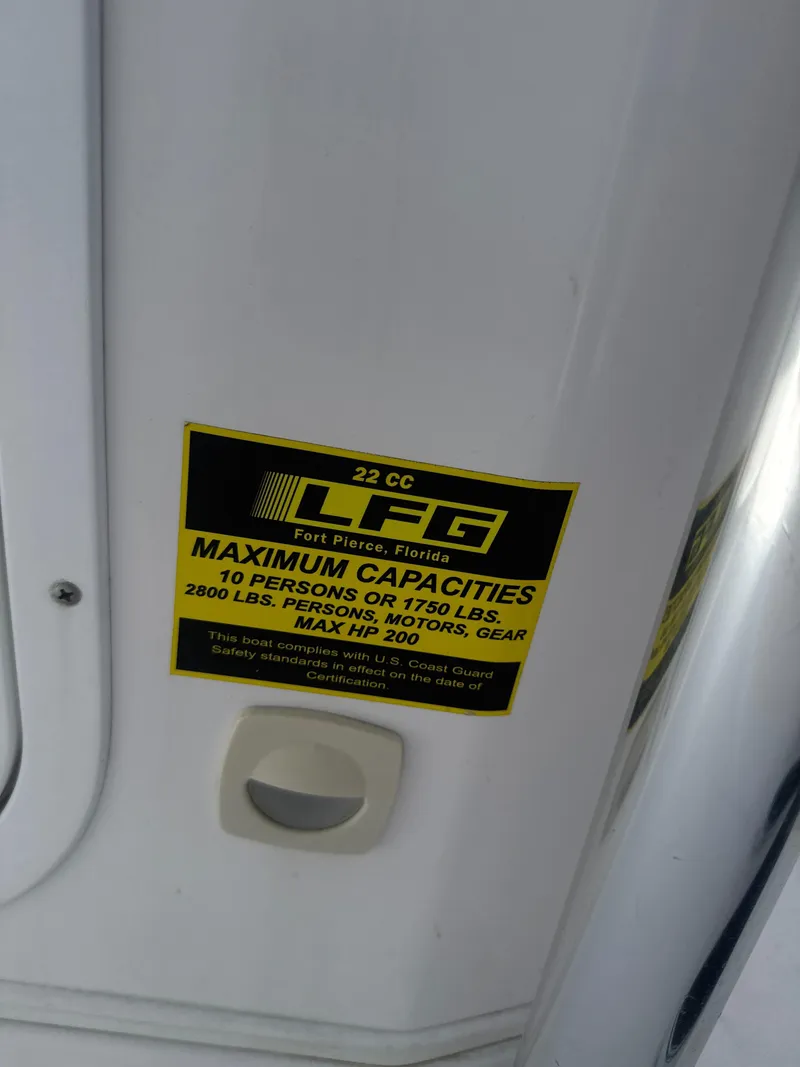 22 CC
LFG
Fort Pierce, Florida
MAXIMUM CAPACITIES
10 PERSONS OR 1750 LBS.
2800 LBS. PERSONS, MOTORS, GEAR
MAX HP 200
This boat complies with U.S. Coast Guard
Safety standards in effect on the date of
Certification.